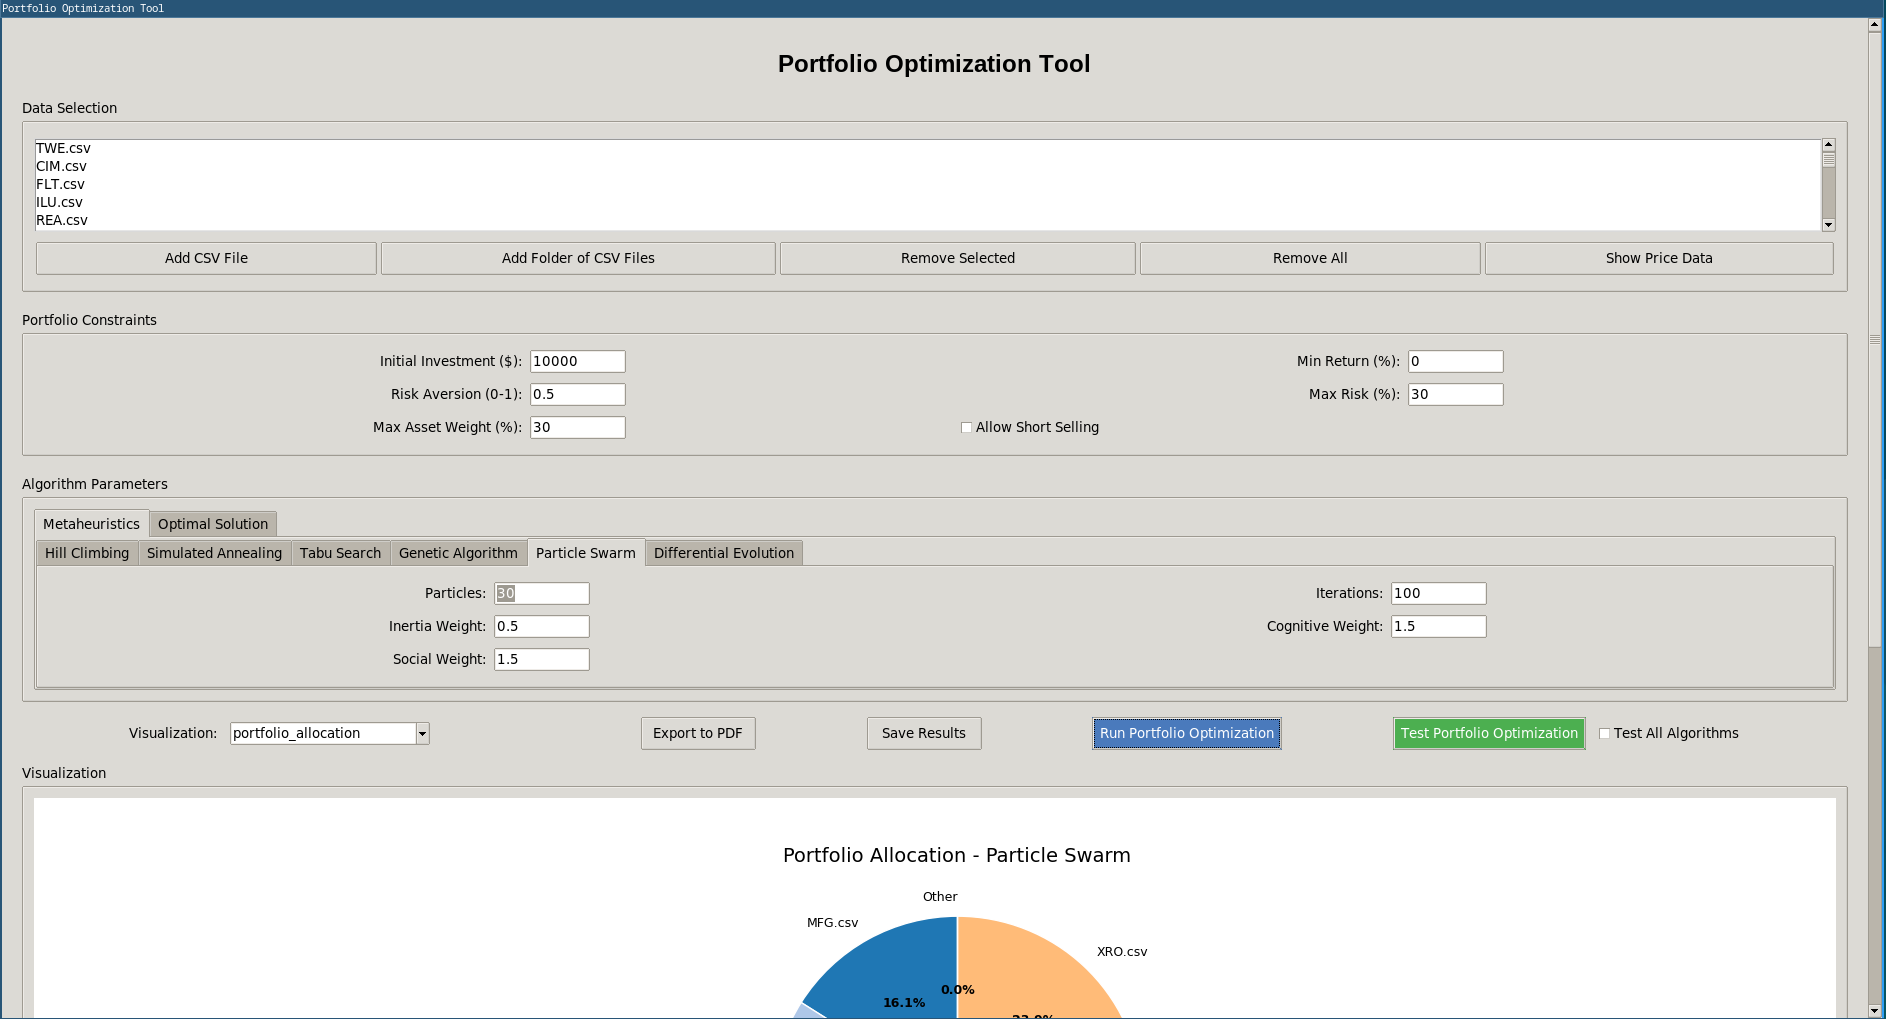 Portfolio Optimization Tool
Portfolio Optimization Tool
Data Selection
TWE.csv
CIM.csv
FLT.csv
ILU.csv
REA.csv
Add CSV File Add Folder of CSV Files Remove Selected Remove All Show Price Data
Portfolio Constraints
Initial Investment ($): 10000 Min Return (%): 0
Risk Aversion (0-1): 0.5 Max Risk (%): 30
Max Asset Weight (%): 30 Allow Short Selling
Algorithm Parameters
Metaheuristics Optimal Solution
Hill Climbing Simulated Annealing Tabu Search Genetic Algorithm Particle Swarm Differential Evolution
Particles: 30 Iterations: 100
Inertia Weight: 0.5 Cognitive Weight: 1.5
Social Weight: 1.5
Visualization: portfolio_allocation Export to PDF Save Results Run Portfolio Optimization Test Portfolio Optimization Test All Algorithms
Visualization
Portfolio Allocation - Particle Swarm
Other
MFG.csv
XRO.csv
0.0%
16.1%